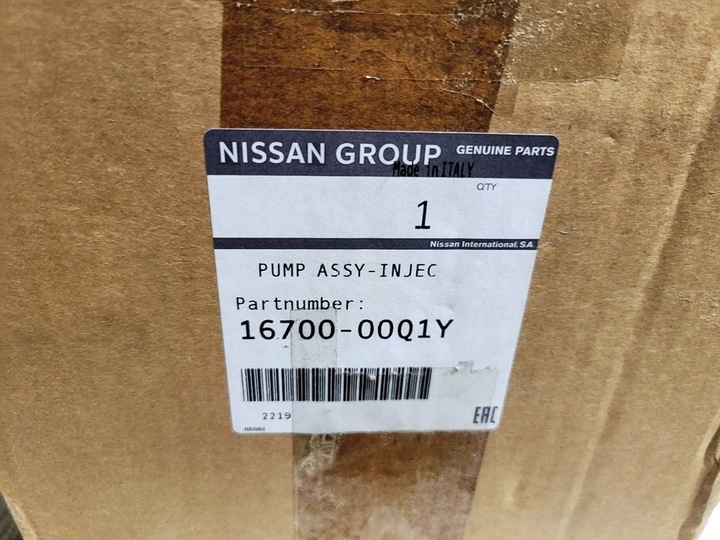 NISSAN GROUP GENUINE PARTS
Made in ITALY
QTY
1
Nissan International. SA.
PUMP ASSY-INJEC
Partnumber:
16700-00Q1Y
2219
EAC